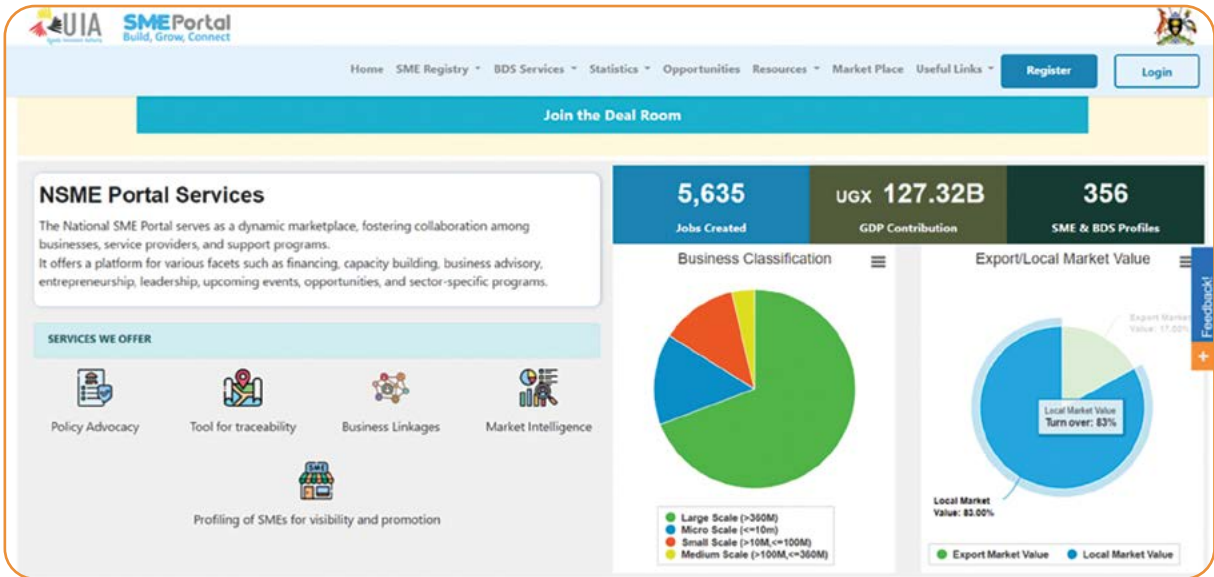 UIA
SMEPortal
Build, Grow, Connect
Home SME Registry BDS Services Statistics Opportunities Resources Market Place Useful Links Register Login
Join the Deal Room
NSME Portal Services
The National SME Portal serves as a dynamic marketplace, fostering collaboration among
businesses, service providers, and support programs.
It offers a platform for various facets such as financing, capacity building, business advisory,
entrepreneurship, leadership, upcoming events, opportunities, and sector-specific programs.
SERVICES WE OFFER
Policy Advocacy
Tool for traceability
Business Linkages
Market Intelligence
SME
Profiling of SMEs for visibility and promotion
5,635
Jobs Created
UGX 127.32B
GDP Contribution
356
SME & BDS Profiles
Business Classification
Large Scale (>360M)
Micro Scale (<=10m)
Small Scale (>10M,<=100M)
Medium Scale (>100M,<=360M)
Export/Local Market Value
Export Market
Value: 17.00%
Local Market Value
Turn over: 83%
Local Market
Value: 83.00%
Export Market Value
Local Market Value
Feedback!
+